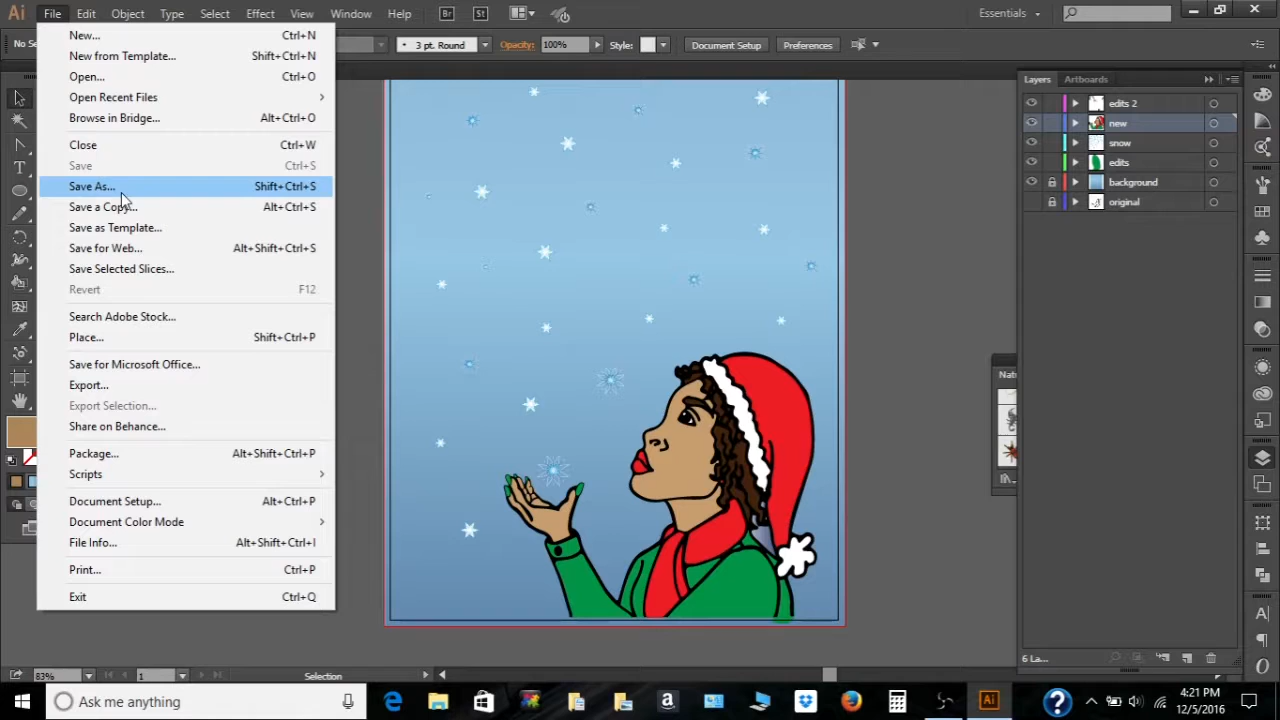 Ai File Edit Object Type Select Effect View Window Help Br St Essentials
No Se 3 pt. Round Opacity: 100% Style: Document Setup Preferences
New... Ctrl+N
New from Template... Shift+Ctrl+N
Open... Ctrl+O
Open Recent Files
Browse in Bridge... Alt+Ctrl+O
Close Ctrl+W
Save Ctrl+S
Save As... Shift+Ctrl+S
Save a Copy... Alt+Ctrl+S
Save as Template...
Save for Web... Alt+Shift+Ctrl+S
Save Selected Slices...
Revert F12
Search Adobe Stock...
Place... Shift+Ctrl+P
Save for Microsoft Office...
Export...
Export Selection...
Share on Behance...
Package... Alt+Shift+Ctrl+P
Scripts
Document Setup... Alt+Ctrl+P
Document Color Mode
File Info... Alt+Shift+Ctrl+I
Print... Ctrl+P
Exit Ctrl+Q
Layers Artboards
edits 2
new
snow
edits
background
original
Nat
6 La...
83% 1 Selection
Ask me anything
4:21 PM
12/5/2016